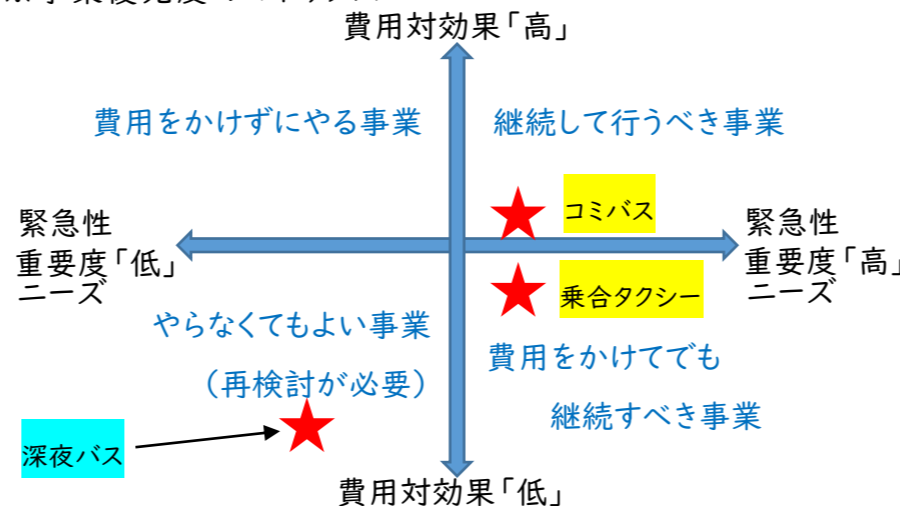 費用対効果「高」
費用をかけずにやる事業
継続して行うべき事業
コミバス
緊急性
重要度「低」
ニーズ
緊急性
重要度「高」
ニーズ
乗合タクシー
やらなくてもよい事業
（再検討が必要）
費用をかけてでも
継続すべき事業
深夜バス
費用対効果「低」